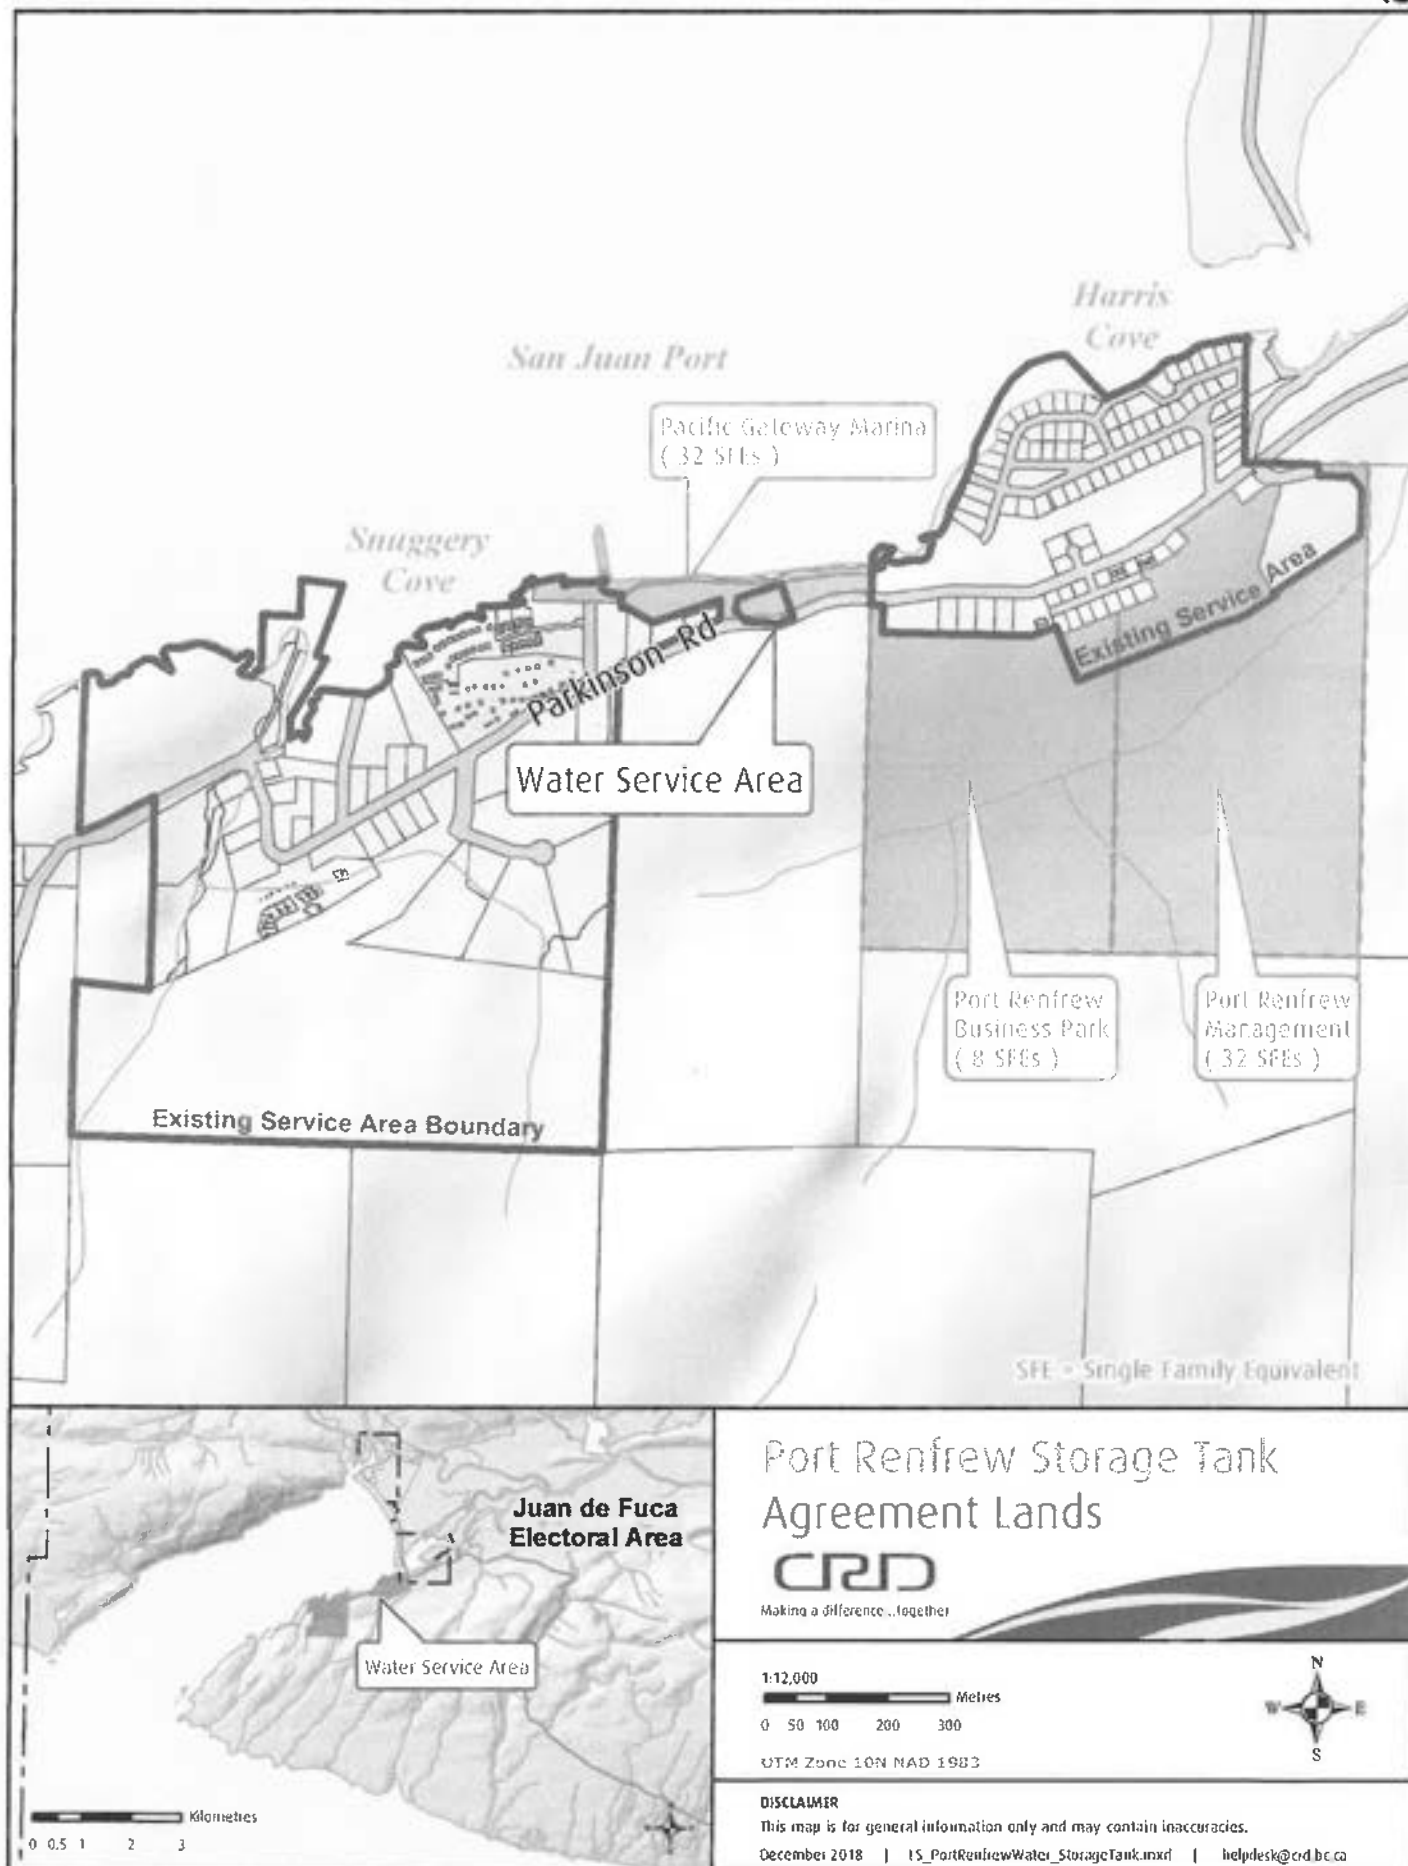 Harris
Cove
San Juan Port
Pacific Gateway Marina
( 32 SFEs )
Snuggery
Cove
Parkinson Rd
Existing Service Area
Water Service Area
Port Renfrew
Business Park
( 8 SFEs )
Port Renfrew
Management
( 32 SFEs )
Existing Service Area Boundary
SFE = Single Family Equivalent
Juan de Fuca
Electoral Area
Water Service Area
Kilometres
0 0.5 1 2 3
Port Renfrew Storage Tank
Agreement Lands
CRD
Making a difference...together
1:12,000
Metres
0 50 100 200 300
UTM Zone 10N NAD 1983
N
W E
S
DISCLAIMER
This map is for general information only and may contain inaccuracies.
December 2018 | LS_PortRenfrewWater_StorageTank.mxd | helpdesk@crd.bc.ca